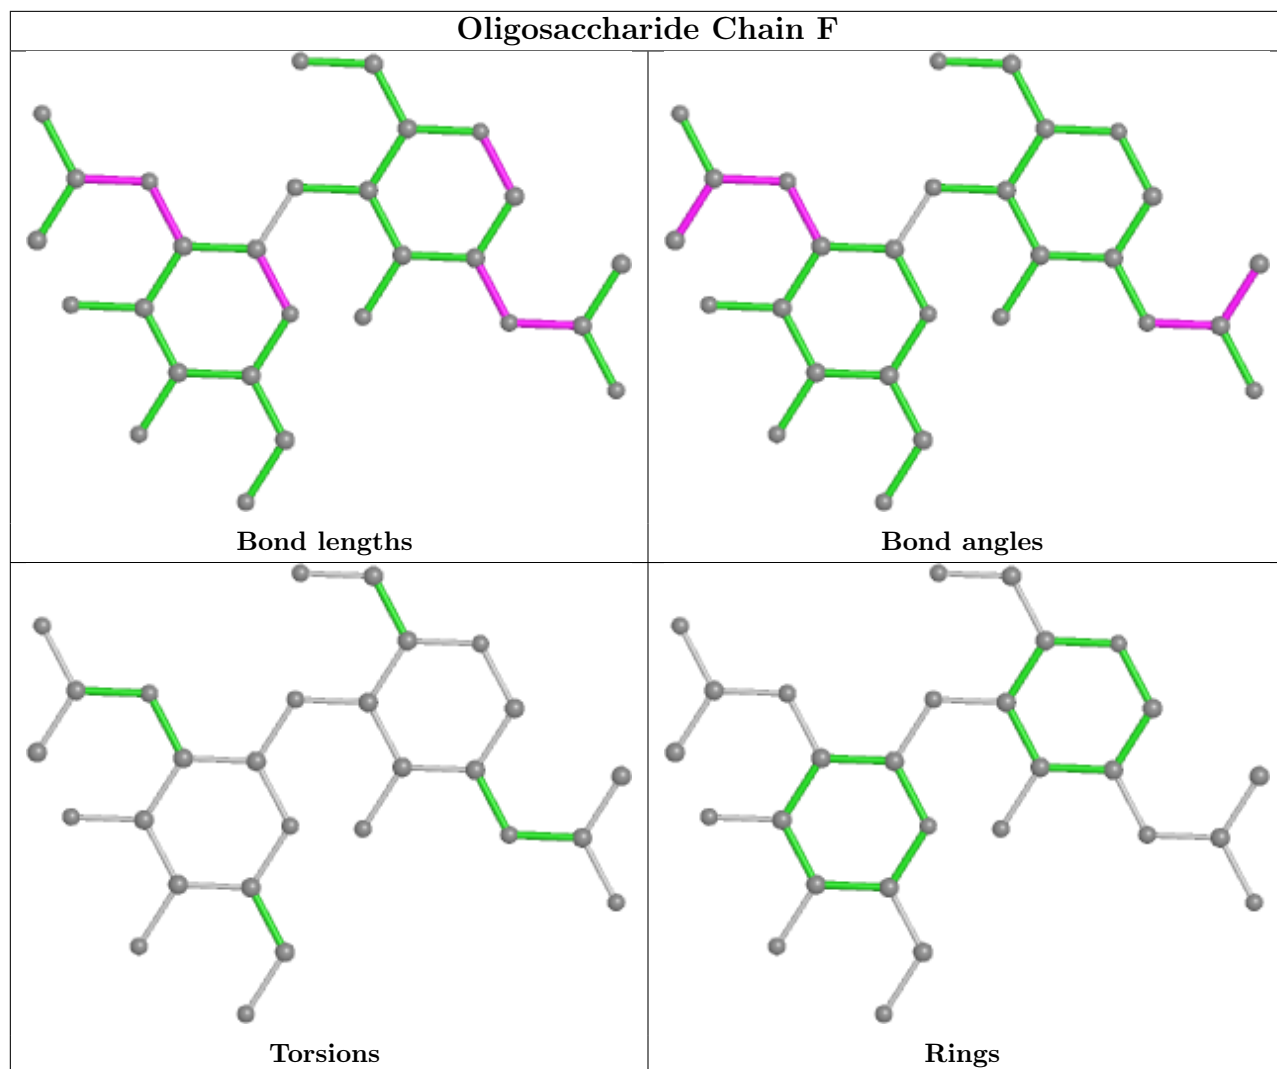 Oligosaccharide Chain F
Bond lengths
Bond angles
Torsions
Rings